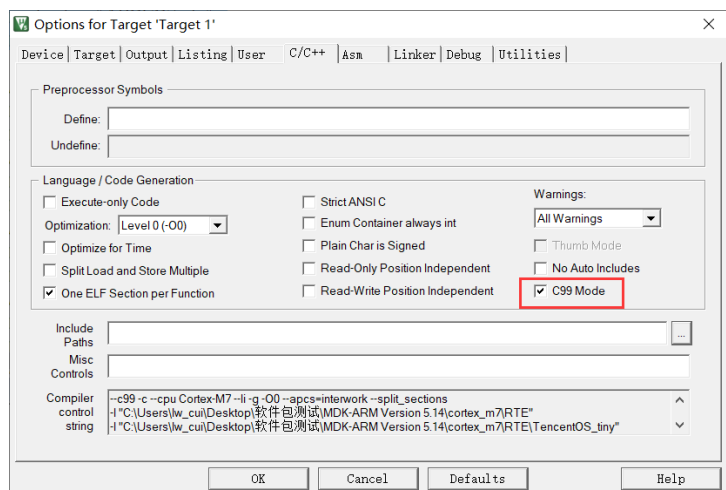 Options for Target 'Target 1'
Device Target Output Listing User C/C++ Asm Linker Debug Utilities
Preprocessor Symbols
Define:
Undefine:
Language / Code Generation
Execute-only Code
Optimization: Level 0 (-O0)
Optimize for Time
Split Load and Store Multiple
One ELF Section per Function
Strict ANSI C
Enum Container always int
Plain Char is Signed
Read-Only Position Independent
Read-Write Position Independent
Warnings:
All Warnings
Thumb Mode
No Auto Includes
C99 Mode
Include Paths
...
Misc Controls
Compiler control string
--c99 -c --cpu Cortex-M7 --li -g -O0 --apcs=interwork --split_sections
-I "C:\Users\lw_cui\Desktop\软件包测试\MDK-ARM Version 5.14\cortex_m7\RTE"
-I "C:\Users\lw_cui\Desktop\软件包测试\MDK-ARM Version 5.14\cortex_m7\RTE\TencentOS_tiny"
OK Cancel Defaults Help